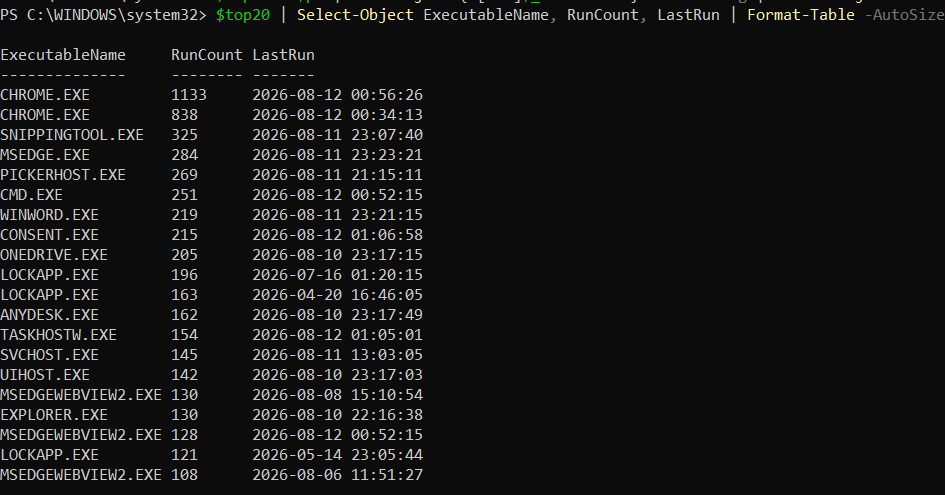 PS C:\WINDOWS\system32> $top20 | Select-Object ExecutableName, RunCount, LastRun | Format-Table -AutoSize
ExecutableName RunCount LastRun
-------------- -------- -------
CHROME.EXE 1133 2026-08-12 00:56:26
CHROME.EXE 838 2026-08-12 00:34:13
SNIPPINGTOOL.EXE 325 2026-08-11 23:07:40
MSEDGE.EXE 284 2026-08-11 23:23:21
PICKERHOST.EXE 269 2026-08-11 21:15:11
CMD.EXE 251 2026-08-12 00:52:15
WINWORD.EXE 219 2026-08-11 23:21:15
CONSENT.EXE 215 2026-08-12 01:06:58
ONEDRIVE.EXE 205 2026-08-10 23:17:15
LOCKAPP.EXE 196 2026-07-16 01:20:15
LOCKAPP.EXE 163 2026-04-20 16:46:05
ANYDESK.EXE 162 2026-08-10 23:17:49
TASKHOSTW.EXE 154 2026-08-12 01:05:01
SVCHOST.EXE 145 2026-08-11 13:03:05
UIHOST.EXE 142 2026-08-10 23:17:03
MSEDGEWEBVIEW2.EXE 130 2026-08-08 15:10:54
EXPLORER.EXE 130 2026-08-10 22:16:38
MSEDGEWEBVIEW2.EXE 128 2026-08-12 00:52:15
LOCKAPP.EXE 121 2026-05-14 23:05:44
MSEDGEWEBVIEW2.EXE 108 2026-08-06 11:51:27